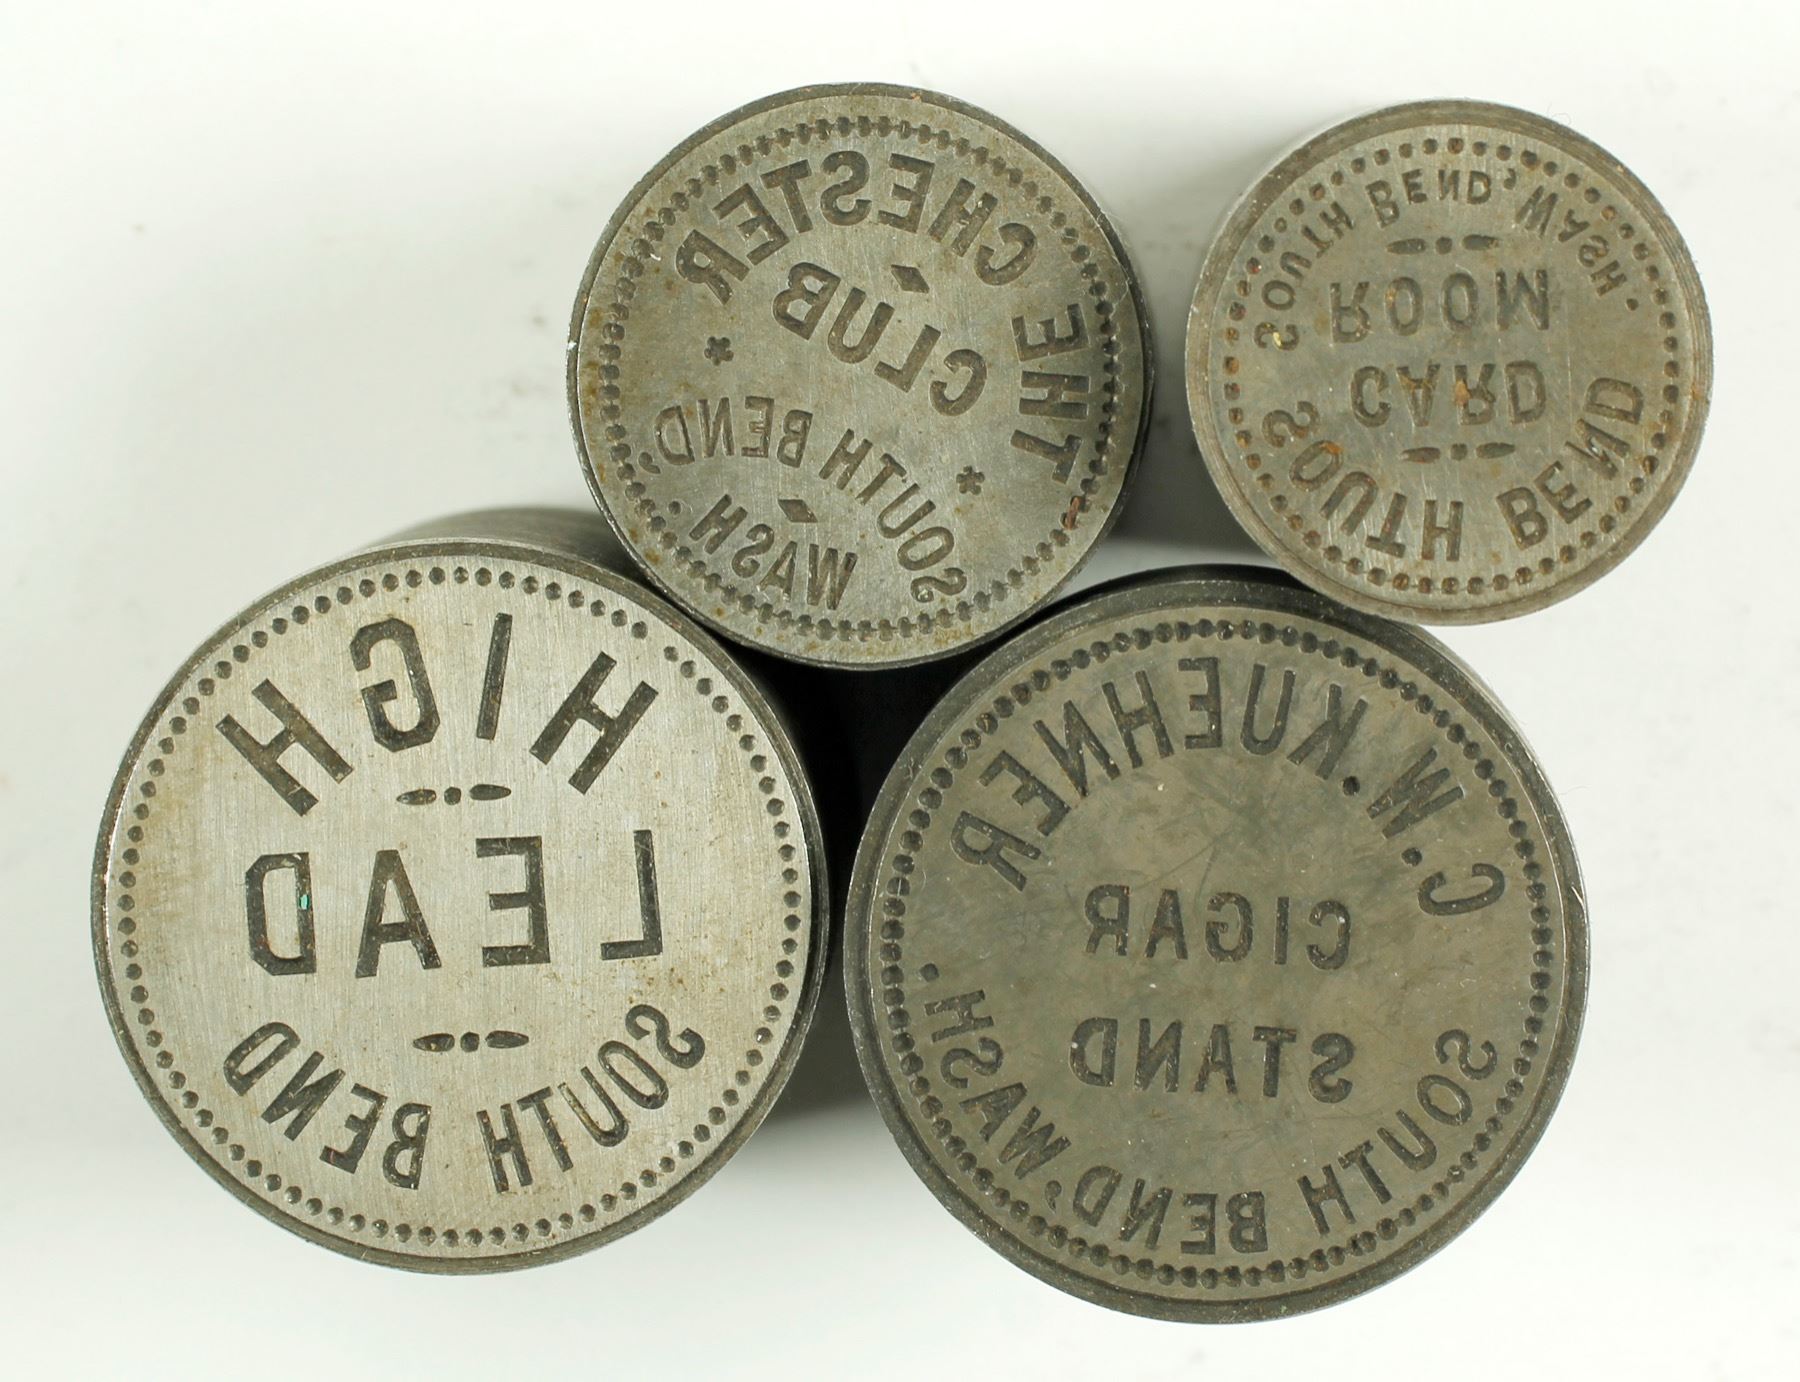 THE CHESTER
CLUB
SOUTH BEND,
WASH.
SOUTH BEND
CARD
ROOM
SOUTH BEND, WASH.
HIGH
LEAD
SOUTH BEND
C.W. KUEHNER
CIGAR
STAND
SOUTH BEND, WASH.